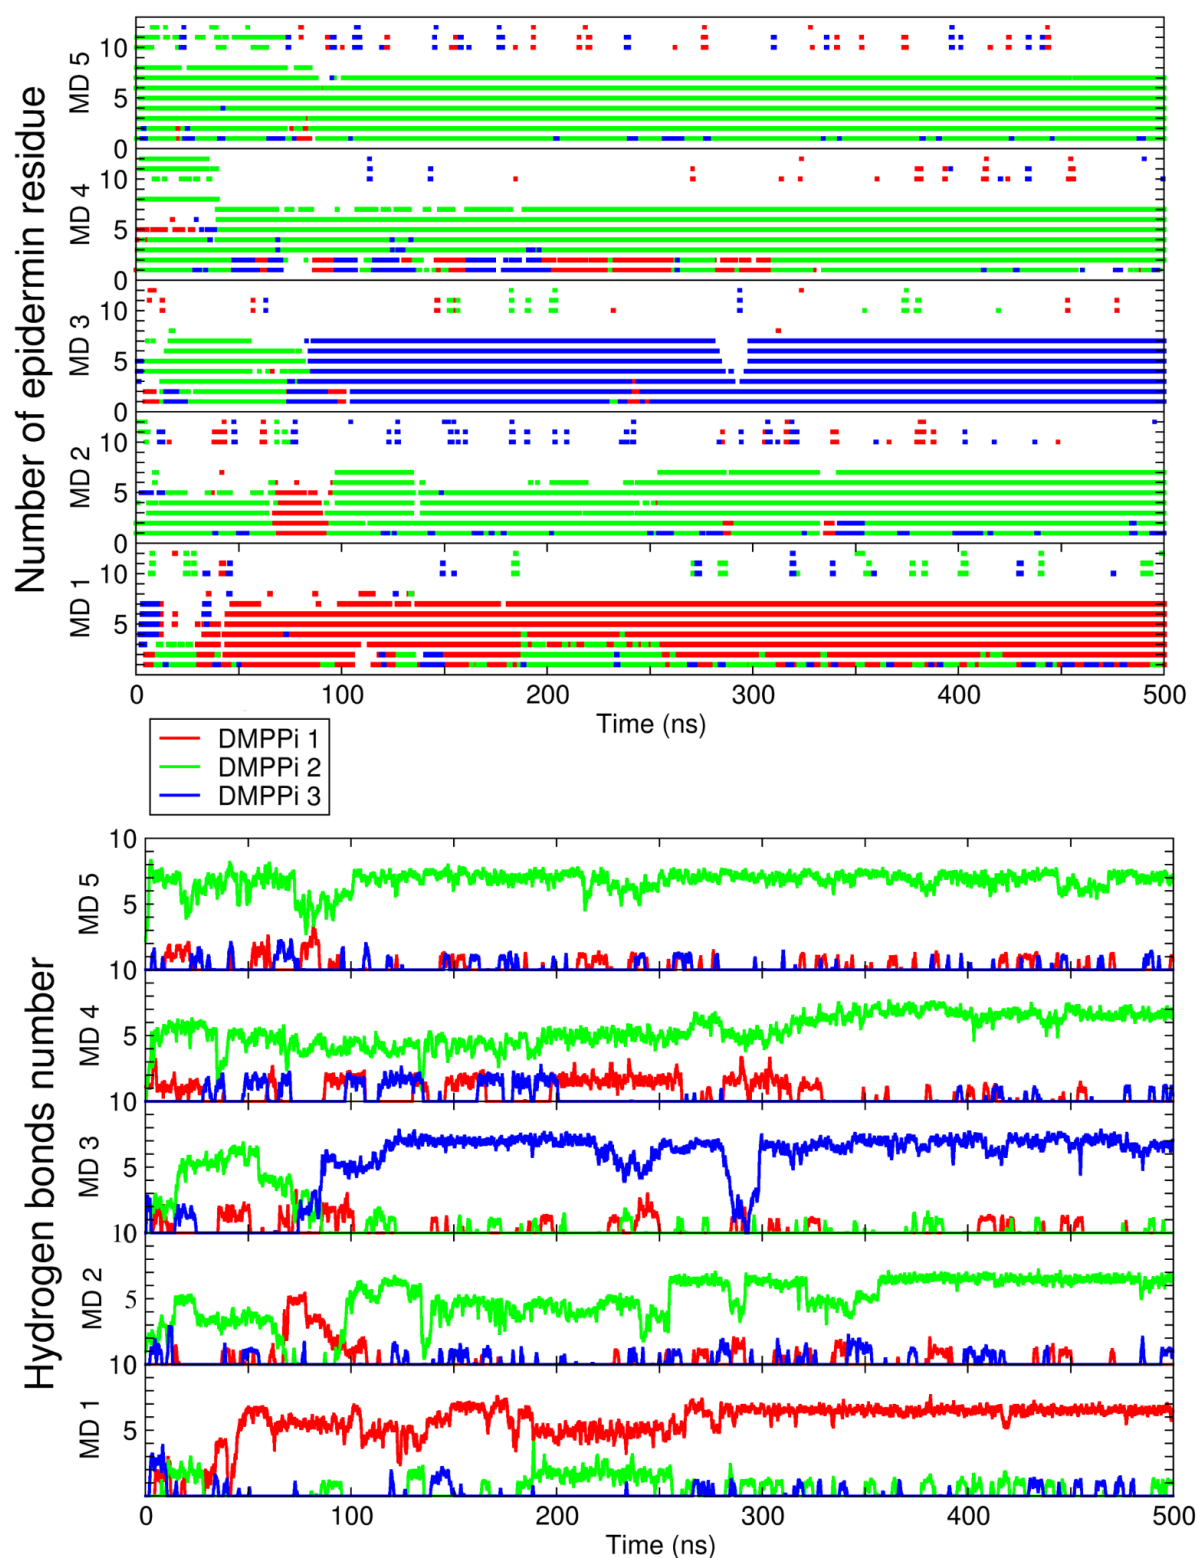 Number of epidermin residue
MD 5
10
5
0
MD 4
10
5
0
MD 3
10
5
0
MD 2
10
5
0
MD 1
10
5
0 100 200 300 400 500
Time (ns)
DMPPi 1
DMPPi 2
DMPPi 3
Hydrogen bonds number
MD 5
10
5
10
MD 4
5
10
MD 3
5
10
MD 2
5
10
MD 1
5
0 100 200 300 400 500
Time (ns)